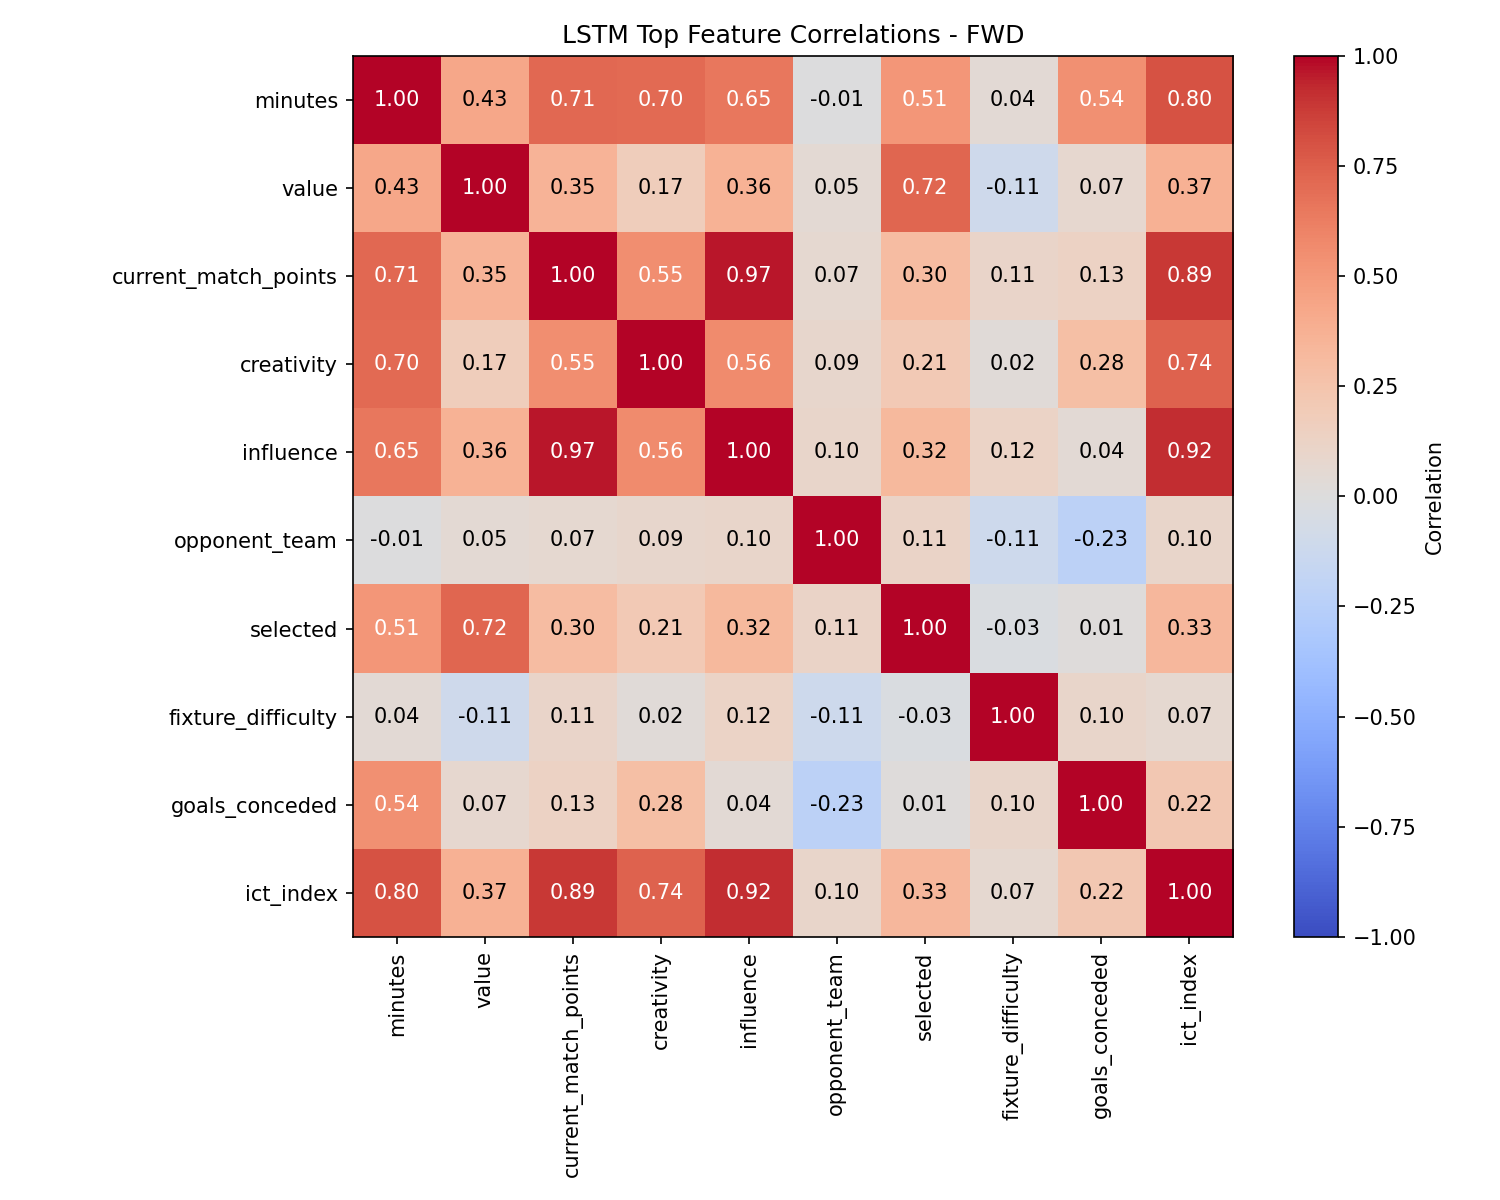 LSTM Top Feature Correlations - FWD
minutes 1.00 0.43 0.71 0.70 0.65 -0.01 0.51 0.04 0.54 0.80
value 0.43 1.00 0.35 0.17 0.36 0.05 0.72 -0.11 0.07 0.37
current_match_points 0.71 0.35 1.00 0.55 0.97 0.07 0.30 0.11 0.13 0.89
creativity 0.70 0.17 0.55 1.00 0.56 0.09 0.21 0.02 0.28 0.74
influence 0.65 0.36 0.97 0.56 1.00 0.10 0.32 0.12 0.04 0.92
opponent_team -0.01 0.05 0.07 0.09 0.10 1.00 0.11 -0.11 -0.23 0.10
selected 0.51 0.72 0.30 0.21 0.32 0.11 1.00 -0.03 0.01 0.33
fixture_difficulty 0.04 -0.11 0.11 0.02 0.12 -0.11 -0.03 1.00 0.10 0.07
goals_conceded 0.54 0.07 0.13 0.28 0.04 -0.23 0.01 0.10 1.00 0.22
ict_index 0.80 0.37 0.89 0.74 0.92 0.10 0.33 0.07 0.22 1.00
minutes value current_match_points creativity influence opponent_team selected fixture_difficulty goals_conceded ict_index
1.00
0.75
0.50
0.25
0.00
−0.25
−0.50
−0.75
−1.00
Correlation